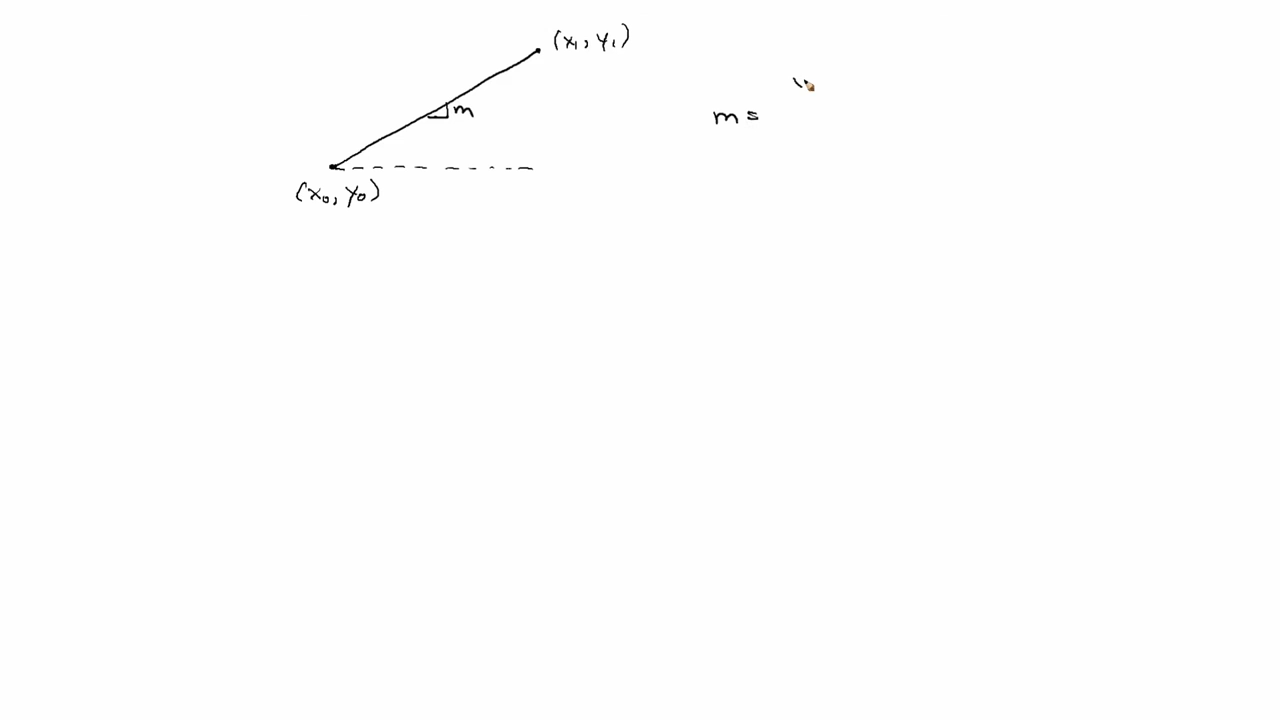 (x₁, y₁)
m
m =
(x₀, y₀)